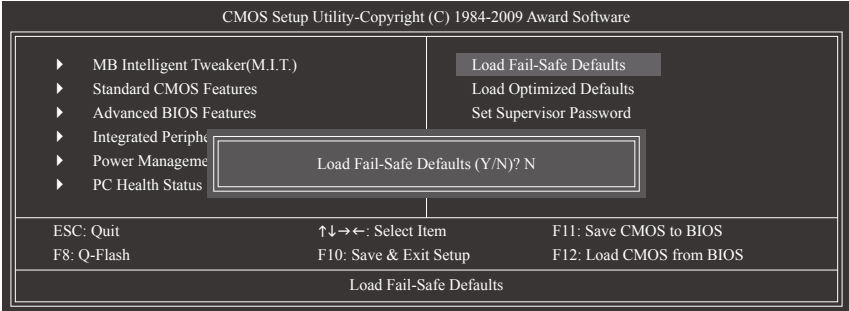 CMOS Setup Utility-Copyright (C) 1984-2009 Award Software
MB Intelligent Tweaker(M.I.T.)
Standard CMOS Features
Advanced BIOS Features
Integrated Periphe
Power Manageme
PC Health Status
Load Fail-Safe Defaults
Load Optimized Defaults
Set Supervisor Password
Load Fail-Safe Defaults (Y/N)? N
ESC: Quit
↑↓→←: Select Item
F11: Save CMOS to BIOS
F8: Q-Flash
F10: Save & Exit Setup
F12: Load CMOS from BIOS
Load Fail-Safe Defaults